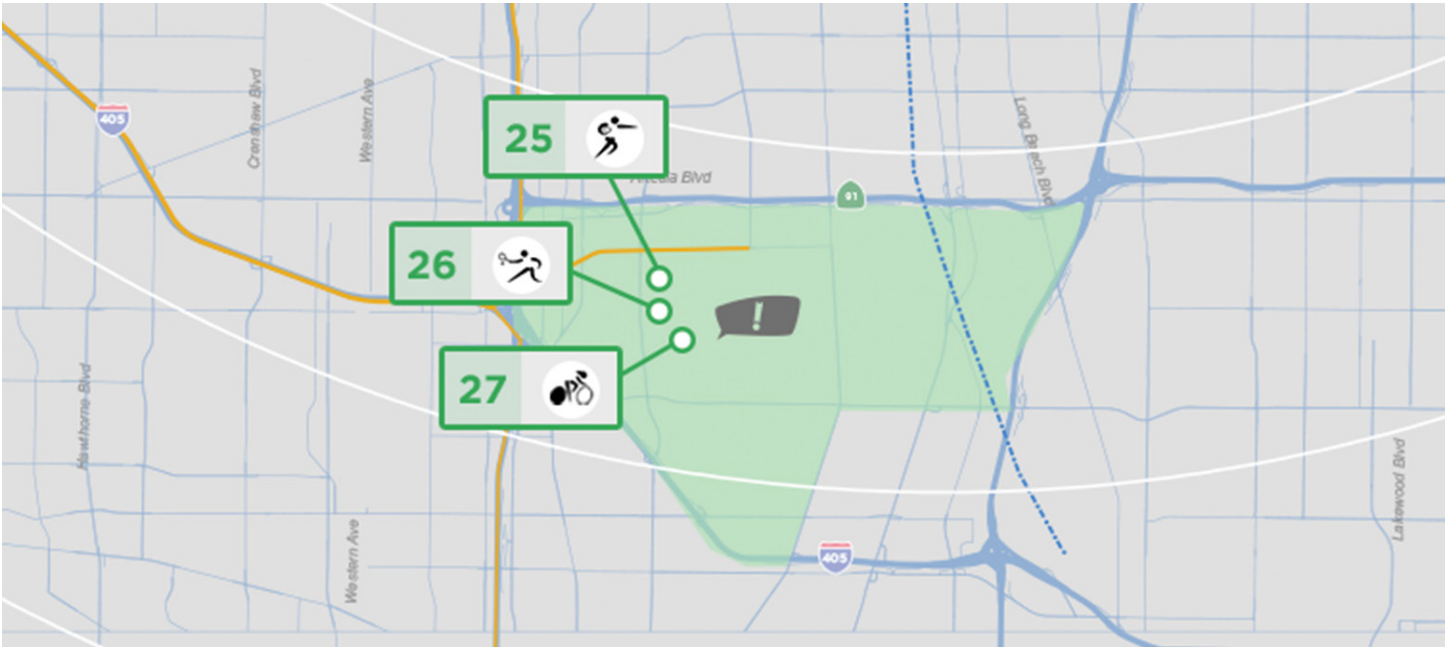 405
Crenshaw Blvd
Western Ave
25
Long Beach Blvd
Artesia Blvd
91
26
!
27
Hawthorne Blvd
Western Ave
405
Lakewood Blvd